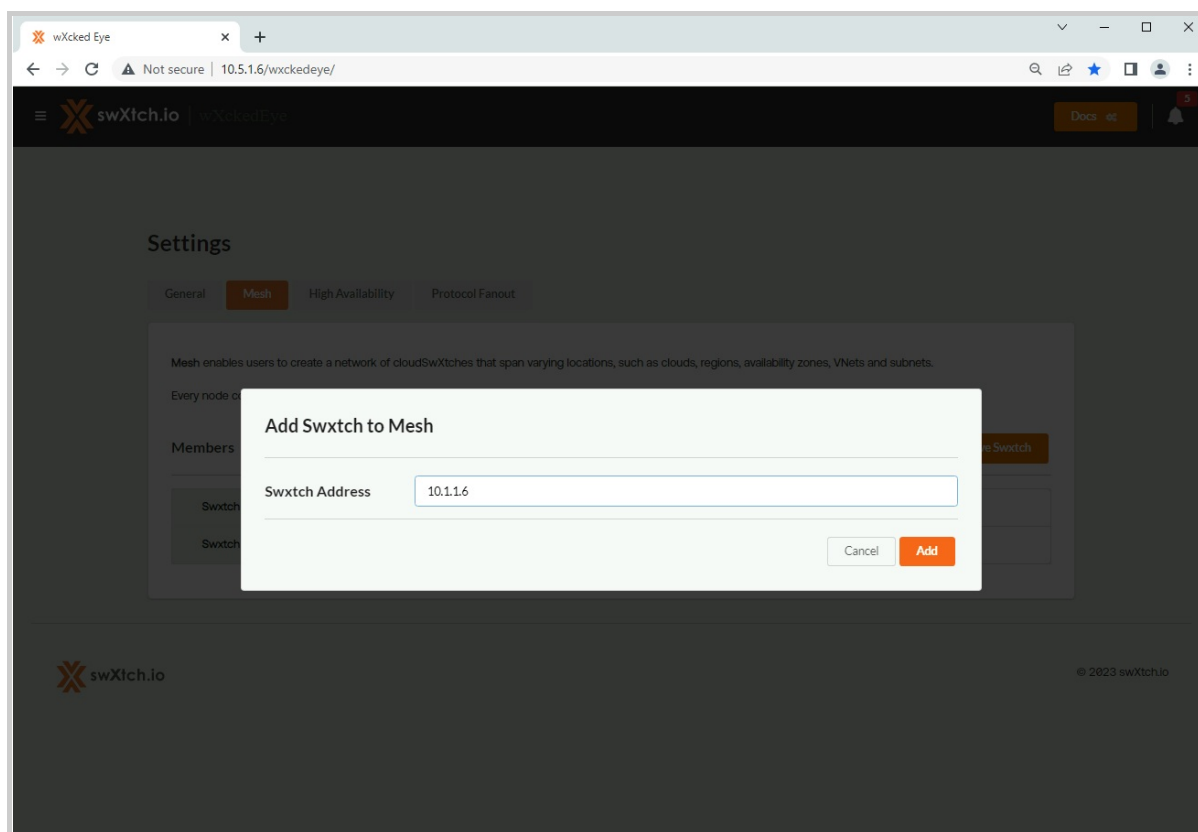 wXcked Eye
Not secure | 10.5.1.6/wxckedeye/
swXtch.io | wXckedEye
Docs
5
Settings
General Mesh High Availability Protocol Fanout
Mesh enables users to create a network of cloudSwXtches that span varying locations, such as clouds, regions, availability zones, VNets and subnets.
Every node
Add Swxtch to Mesh
Members
Swxtch
Swxtch Address 10.1.1.6
Swxtch
Swxtch
Cancel Add
swXtch.io
© 2023 swXtch.io